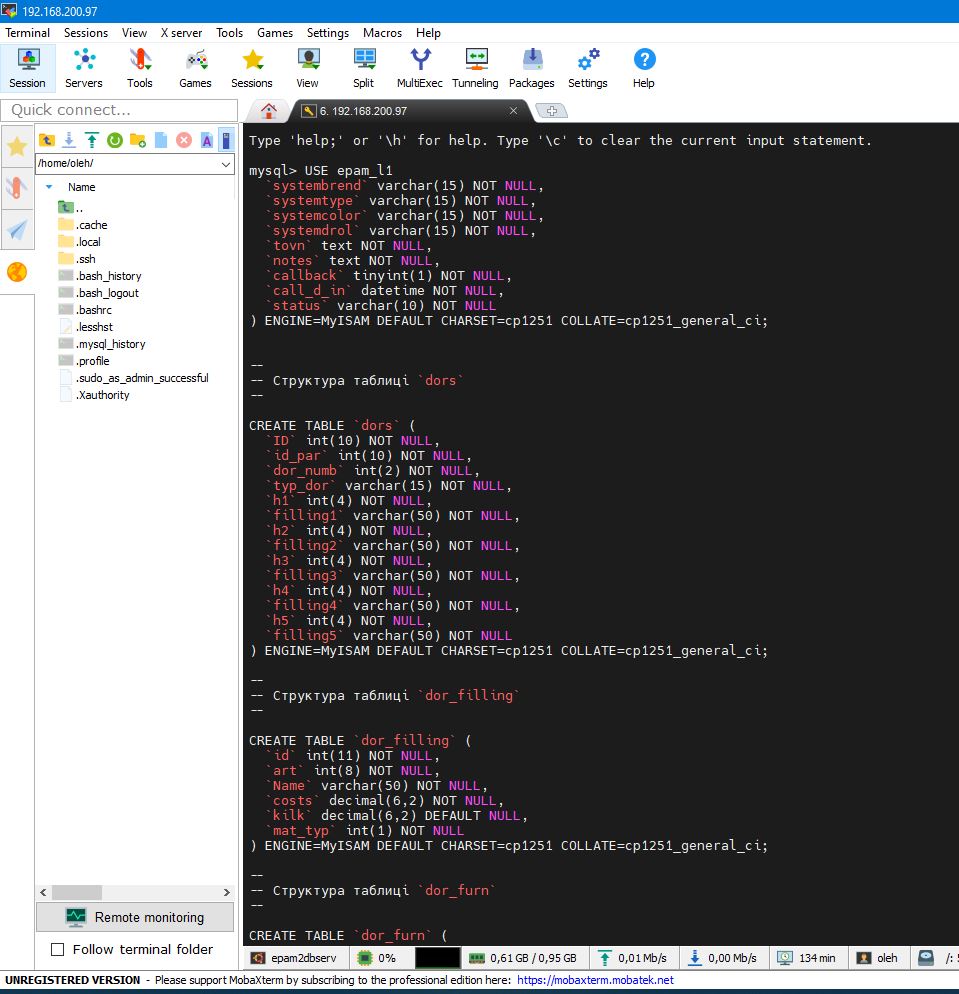 192.168.200.97
Terminal Sessions View X server Tools Games Settings Macros Help
Session Servers Tools Games Sessions View Split MultiExec Tunneling Packages Settings Help
Quick connect...
6. 192.168.200.97
/home/oleh/
Name
..
.cache
.local
.ssh
.bash_history
.bash_logout
.bashrc
.lesshst
.mysql_history
.profile
.sudo_as_admin_successful
.Xauthority
Remote monitoring
Follow terminal folder
Type 'help;' or '\h' for help. Type '\c' to clear the current input statement.
mysql> USE epam_l1
`systembrend` varchar(15) NOT NULL,
`systemtype` varchar(15) NOT NULL,
`systemcolor` varchar(15) NOT NULL,
`systemdrol` varchar(15) NOT NULL,
`tovn` text NOT NULL,
`notes` text NOT NULL,
`callback` tinyint(1) NOT NULL,
`call_d_in` datetime NOT NULL,
`status` varchar(10) NOT NULL
) ENGINE=MyISAM DEFAULT CHARSET=cp1251 COLLATE=cp1251_general_ci;
--
-- Структура таблиці `dors`
--
CREATE TABLE `dors` (
`ID` int(10) NOT NULL,
`id_par` int(10) NOT NULL,
`dor_numb` int(2) NOT NULL,
`typ_dor` varchar(15) NOT NULL,
`h1` int(4) NOT NULL,
`filling1` varchar(50) NOT NULL,
`h2` int(4) NOT NULL,
`filling2` varchar(50) NOT NULL,
`h3` int(4) NOT NULL,
`filling3` varchar(50) NOT NULL,
`h4` int(4) NOT NULL,
`filling4` varchar(50) NOT NULL,
`h5` int(4) NOT NULL,
`filling5` varchar(50) NOT NULL
) ENGINE=MyISAM DEFAULT CHARSET=cp1251 COLLATE=cp1251_general_ci;
--
-- Структура таблиці `dor_filling`
--
CREATE TABLE `dor_filling` (
`id` int(11) NOT NULL,
`art` int(8) NOT NULL,
`Name` varchar(50) NOT NULL,
`costs` decimal(6,2) NOT NULL,
`kilk` decimal(6,2) DEFAULT NULL,
`mat_typ` int(1) NOT NULL
) ENGINE=MyISAM DEFAULT CHARSET=cp1251 COLLATE=cp1251_general_ci;
--
-- Структура таблиці `dor_furn`
--
CREATE TABLE `dor_furn` (
epam2dbserv 0% 0,61 GB / 0,95 GB 0,01 Mb/s 0,00 Mb/s 134 min oleh /: 5
UNREGISTERED VERSION - Please support MobaXterm by subscribing to the professional edition here: https://mobaxterm.mobatek.net